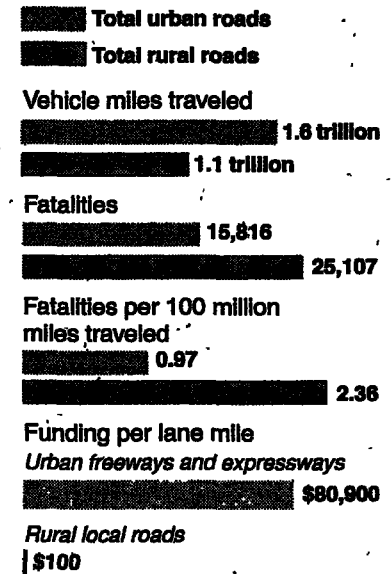 Total urban roads
Total rural roads
Vehicle miles traveled
1.6 trillion
1.1 trillion
Fatalities
15,816
25,107
Fatalities per 100 million
miles traveled
0.97
2.36
Funding per lane mile
Urban freeways and expressways
$80,900
Rural local roads
$100